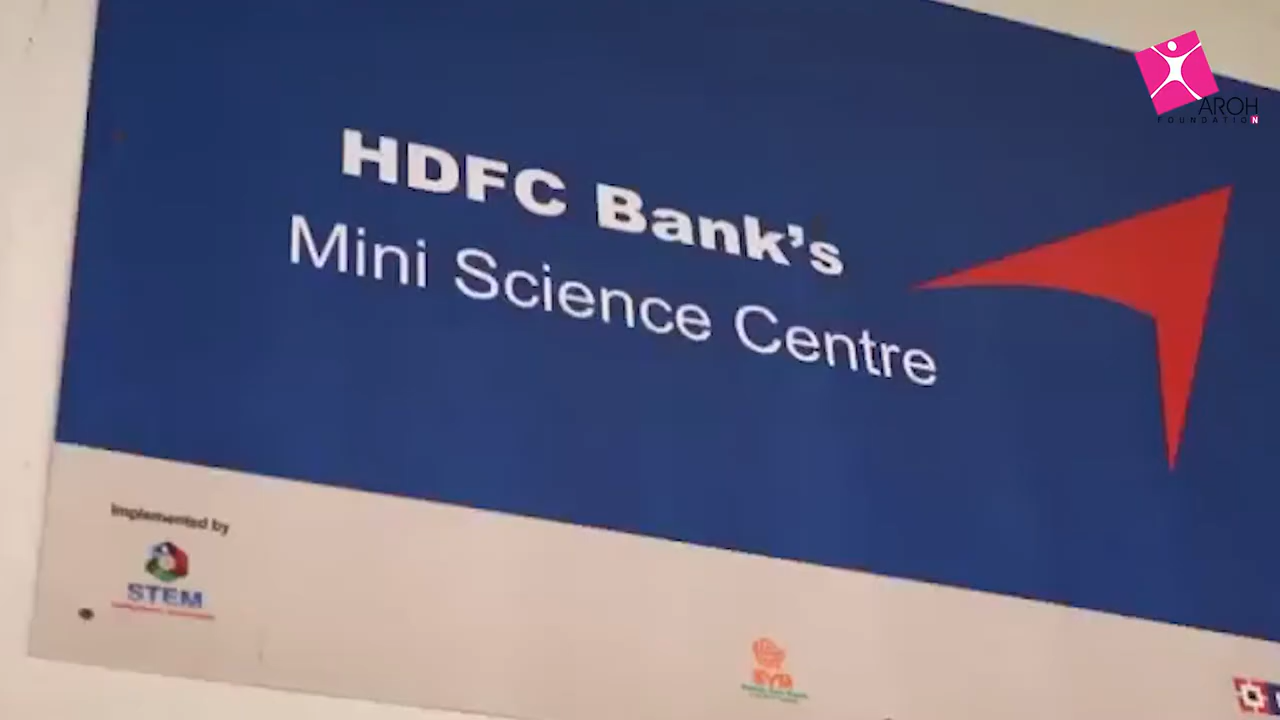 AROH
FOUNDATION
HDFC Bank’s
Mini Science Centre
Implemented by
STEM